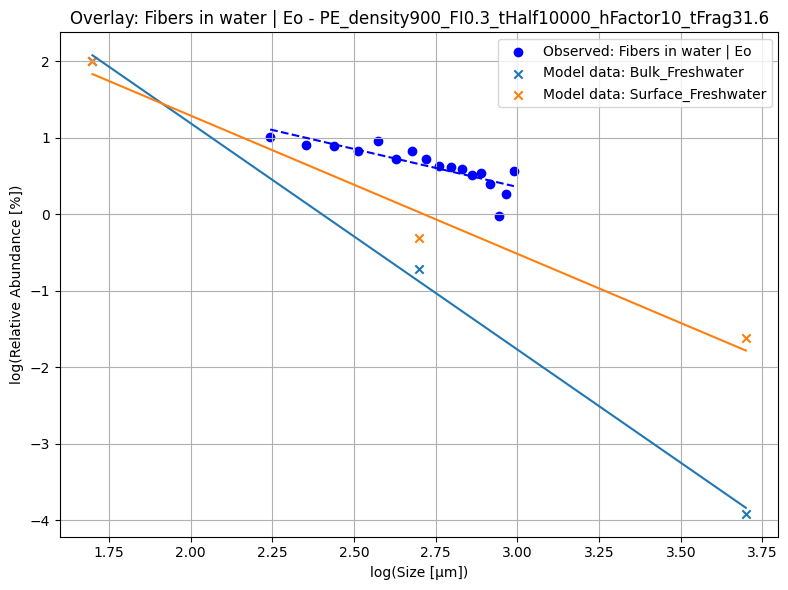 Overlay: Fibers in water | Eo - PE_density900_FI0.3_tHalf10000_hFactor10_tFrag31.6
Observed: Fibers in water | Eo
Model data: Bulk_Freshwater
Model data: Surface_Freshwater
log(Relative Abundance [%])
2
1
0
−1
−2
−3
−4
1.75 2.00 2.25 2.50 2.75 3.00 3.25 3.50 3.75
log(Size [μm])